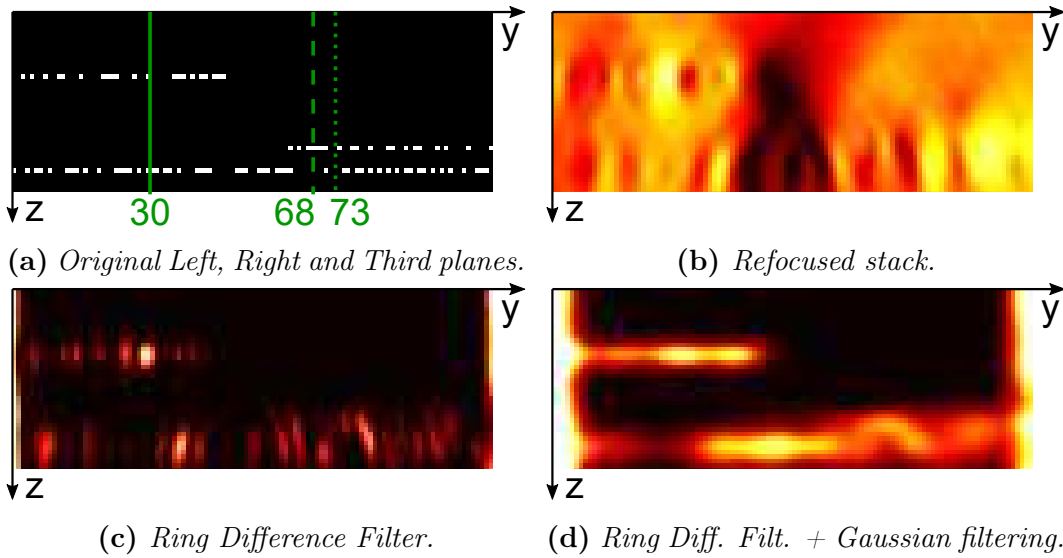 y
y
z
30
68
73
(a) Original Left, Right and Third planes.
(b) Refocused stack.
y
y
z
z
(c) Ring Difference Filter.
(d) Ring Diff. Filt. + Gaussian filtering.